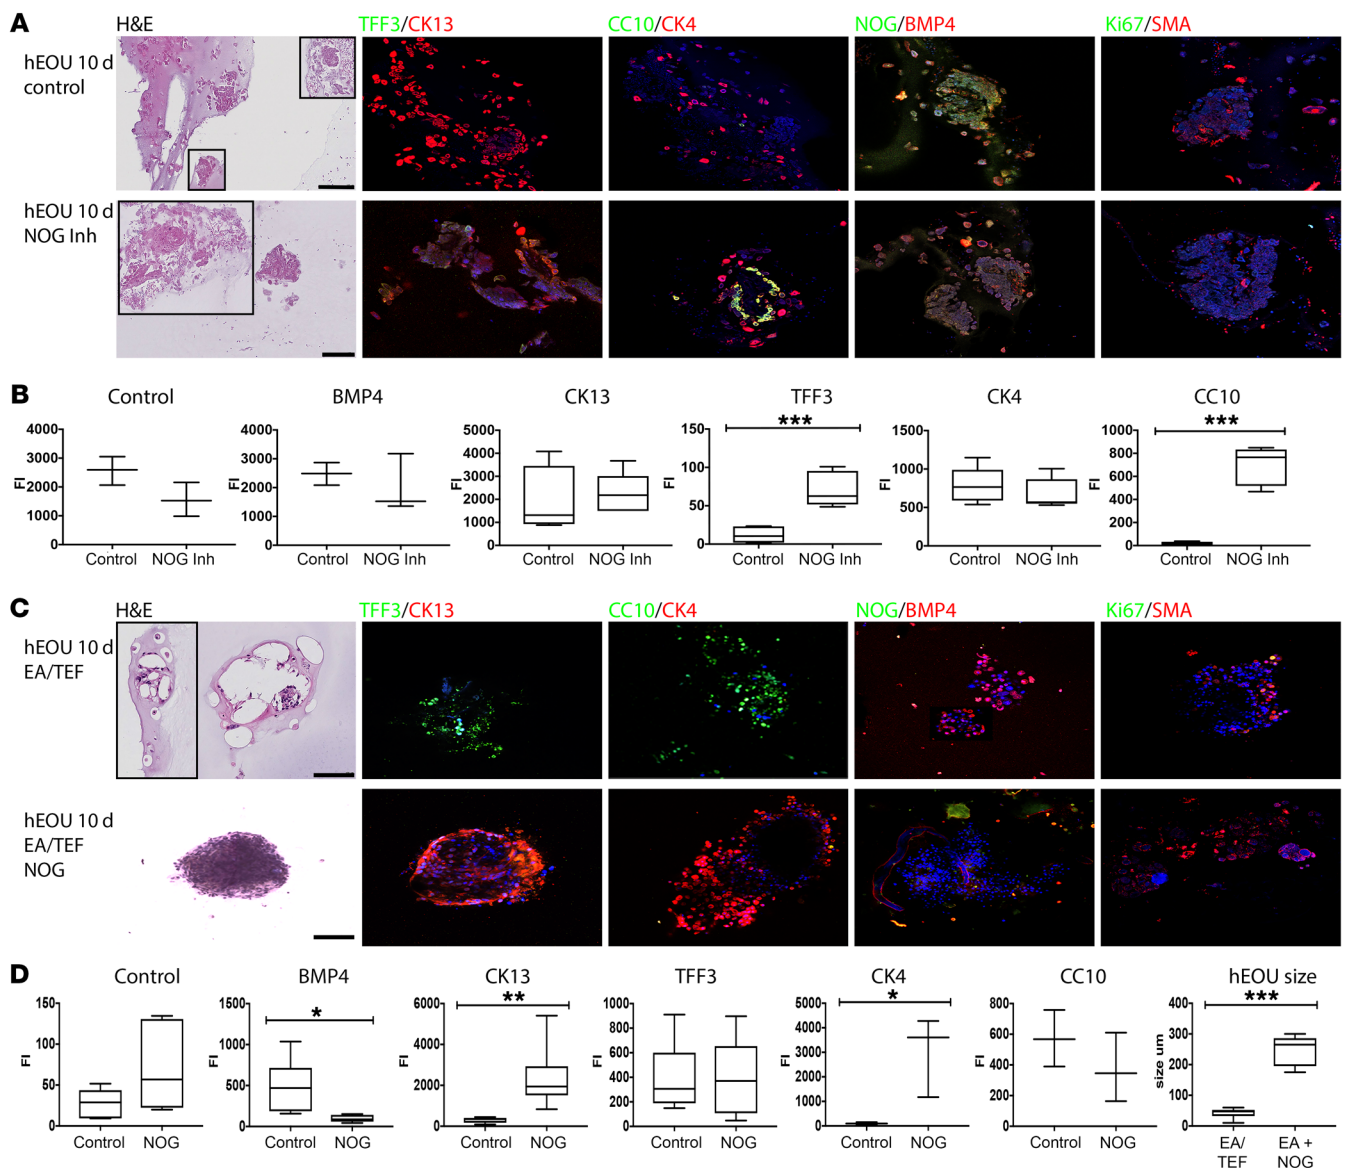 A
H&E
TFF3/CK13
CC10/CK4
NOG/BMP4
Ki67/SMA
hEOU 10 d
control
hEOU 10 d
NOG Inh
B
Control
BMP4
CK13
TFF3
CK4
CC10
FI
4000
3000
2000
1000
0
Control
NOG Inh
FI
4000
3000
2000
1000
0
Control
NOG Inh
FI
5000
4000
3000
2000
1000
0
Control
NOG Inh
FI
150
100
50
0
***
Control
NOG Inh
FI
1500
1000
500
0
Control
NOG Inh
FI
1000
800
600
400
200
0
***
Control
NOG Inh
C
H&E
TFF3/CK13
CC10/CK4
NOG/BMP4
Ki67/SMA
hEOU 10 d
EA/TEF
hEOU 10 d
EA/TEF
NOG
D
Control
BMP4
CK13
TFF3
CK4
CC10
hEOU size
FI
150
100
50
0
Control
NOG
FI
1500
1000
500
0
*
Control
NOG
FI
6000
4000
2000
0
**
Control
NOG
FI
1000
800
600
400
200
0
Control
NOG
FI
5000
4000
3000
2000
1000
0
*
Control
NOG
FI
800
600
400
200
0
Control
NOG
size um
400
300
200
100
0
***
EA/
TEF
EA +
NOG